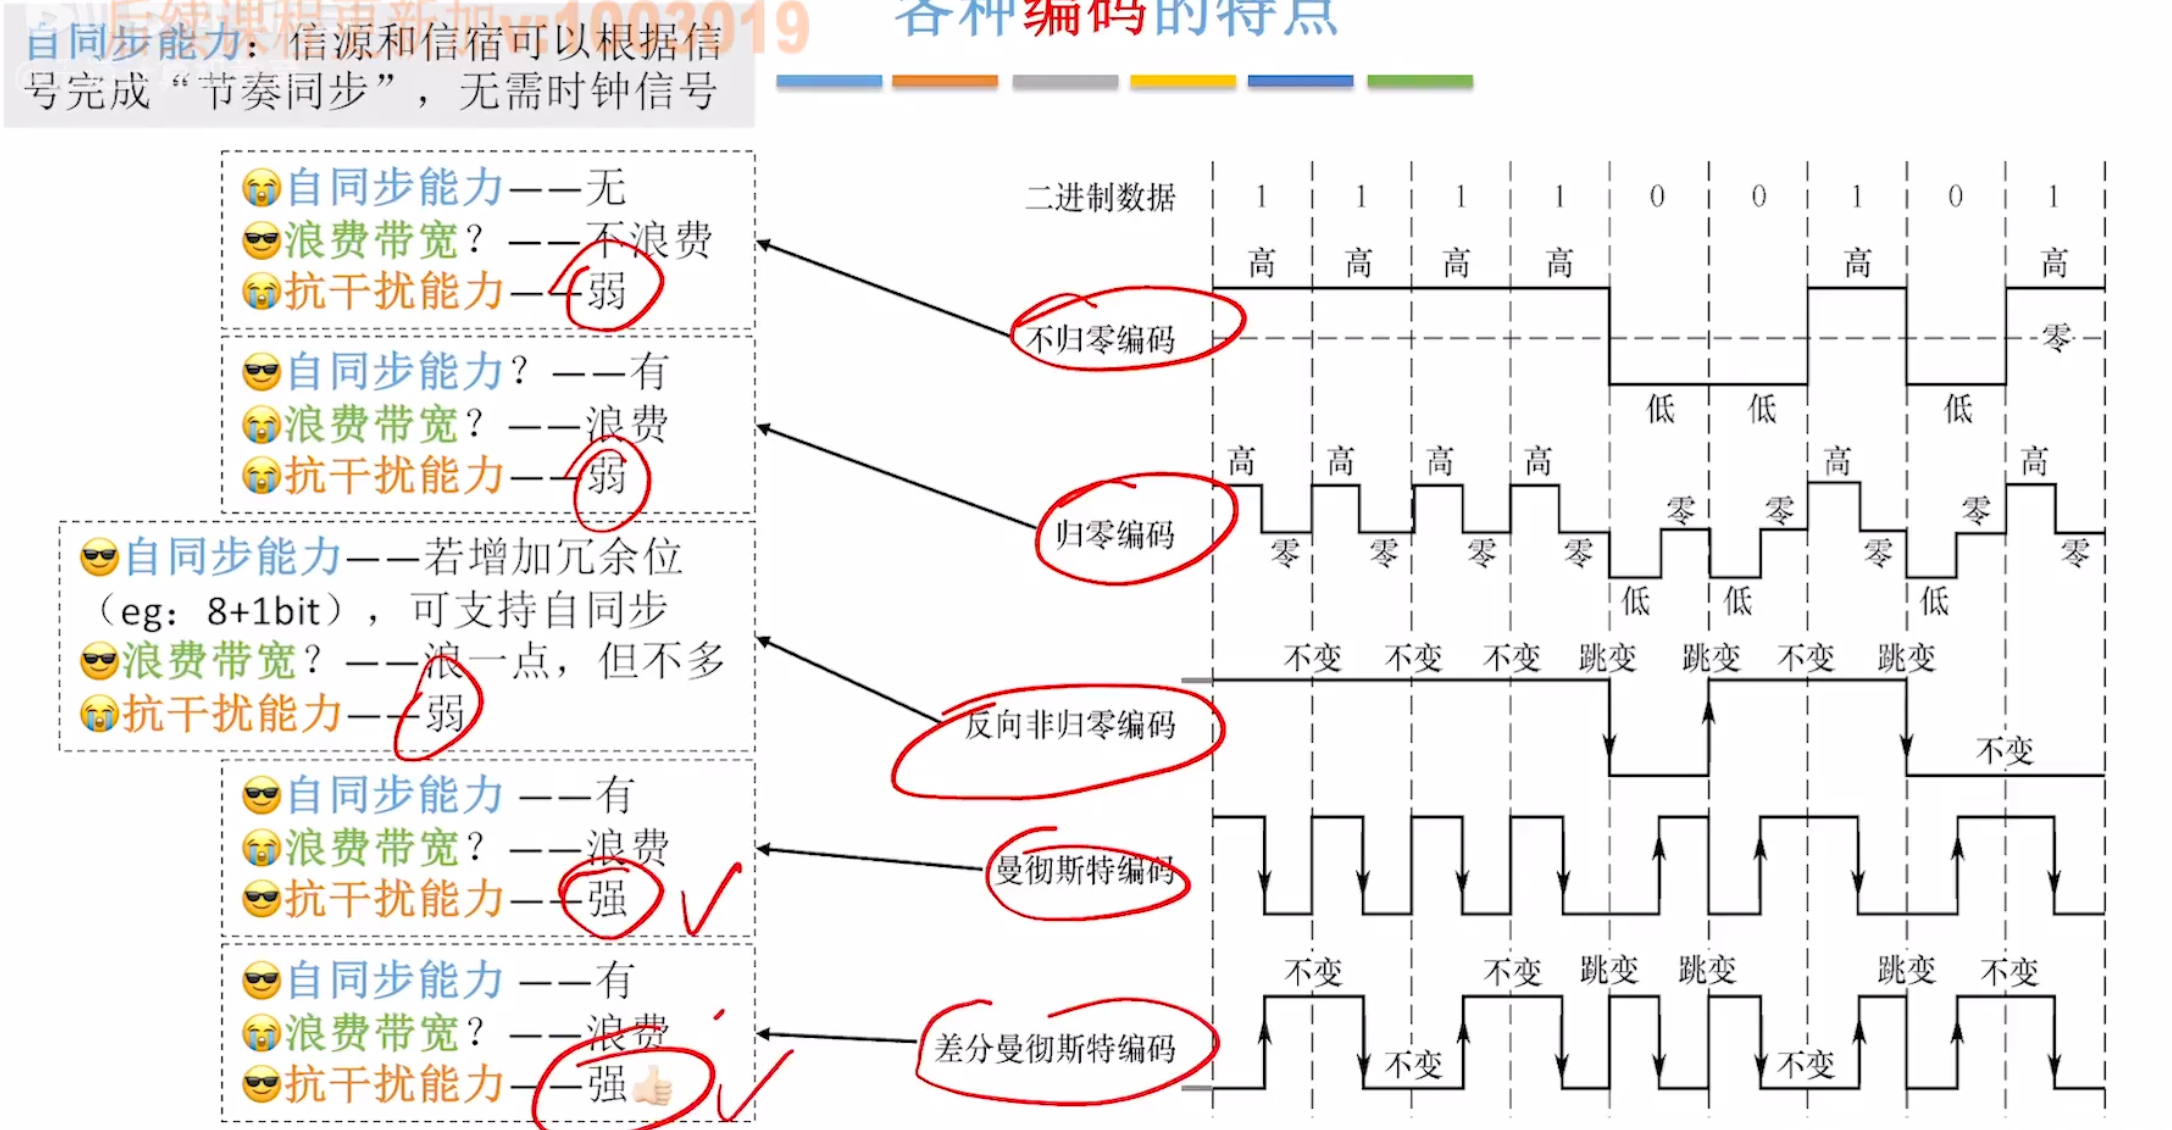 后续课程更新加v:1003019
各种编码的特点
自同步能力：信源和信宿可以根据信
号完成“节奏同步”，无需时钟信号
自同步能力——无
浪费带宽？——不浪费
抗干扰能力——弱
自同步能力？——有
浪费带宽？——浪费
抗干扰能力——弱
自同步能力——若增加冗余位
（eg：8+1bit），可支持自同步
浪费带宽？——浪一点，但不多
抗干扰能力——弱
自同步能力——有
浪费带宽？——浪费
抗干扰能力——强
自同步能力——有
浪费带宽？——浪费
抗干扰能力——强
二进制数据 1 1 1 1 0 0 1 0 1
高 高 高 高 高 高
不归零编码 零
低 低 低
高 高 高 高 高 高
零 零 零
归零编码
零 零 零 零 零 零
低 低 低
不变 不变 不变 跳变 跳变 不变 跳变
反向非归零编码
不变
曼彻斯特编码
不变 不变 跳变 跳变 跳变 不变
差分曼彻斯特编码
不变 不变